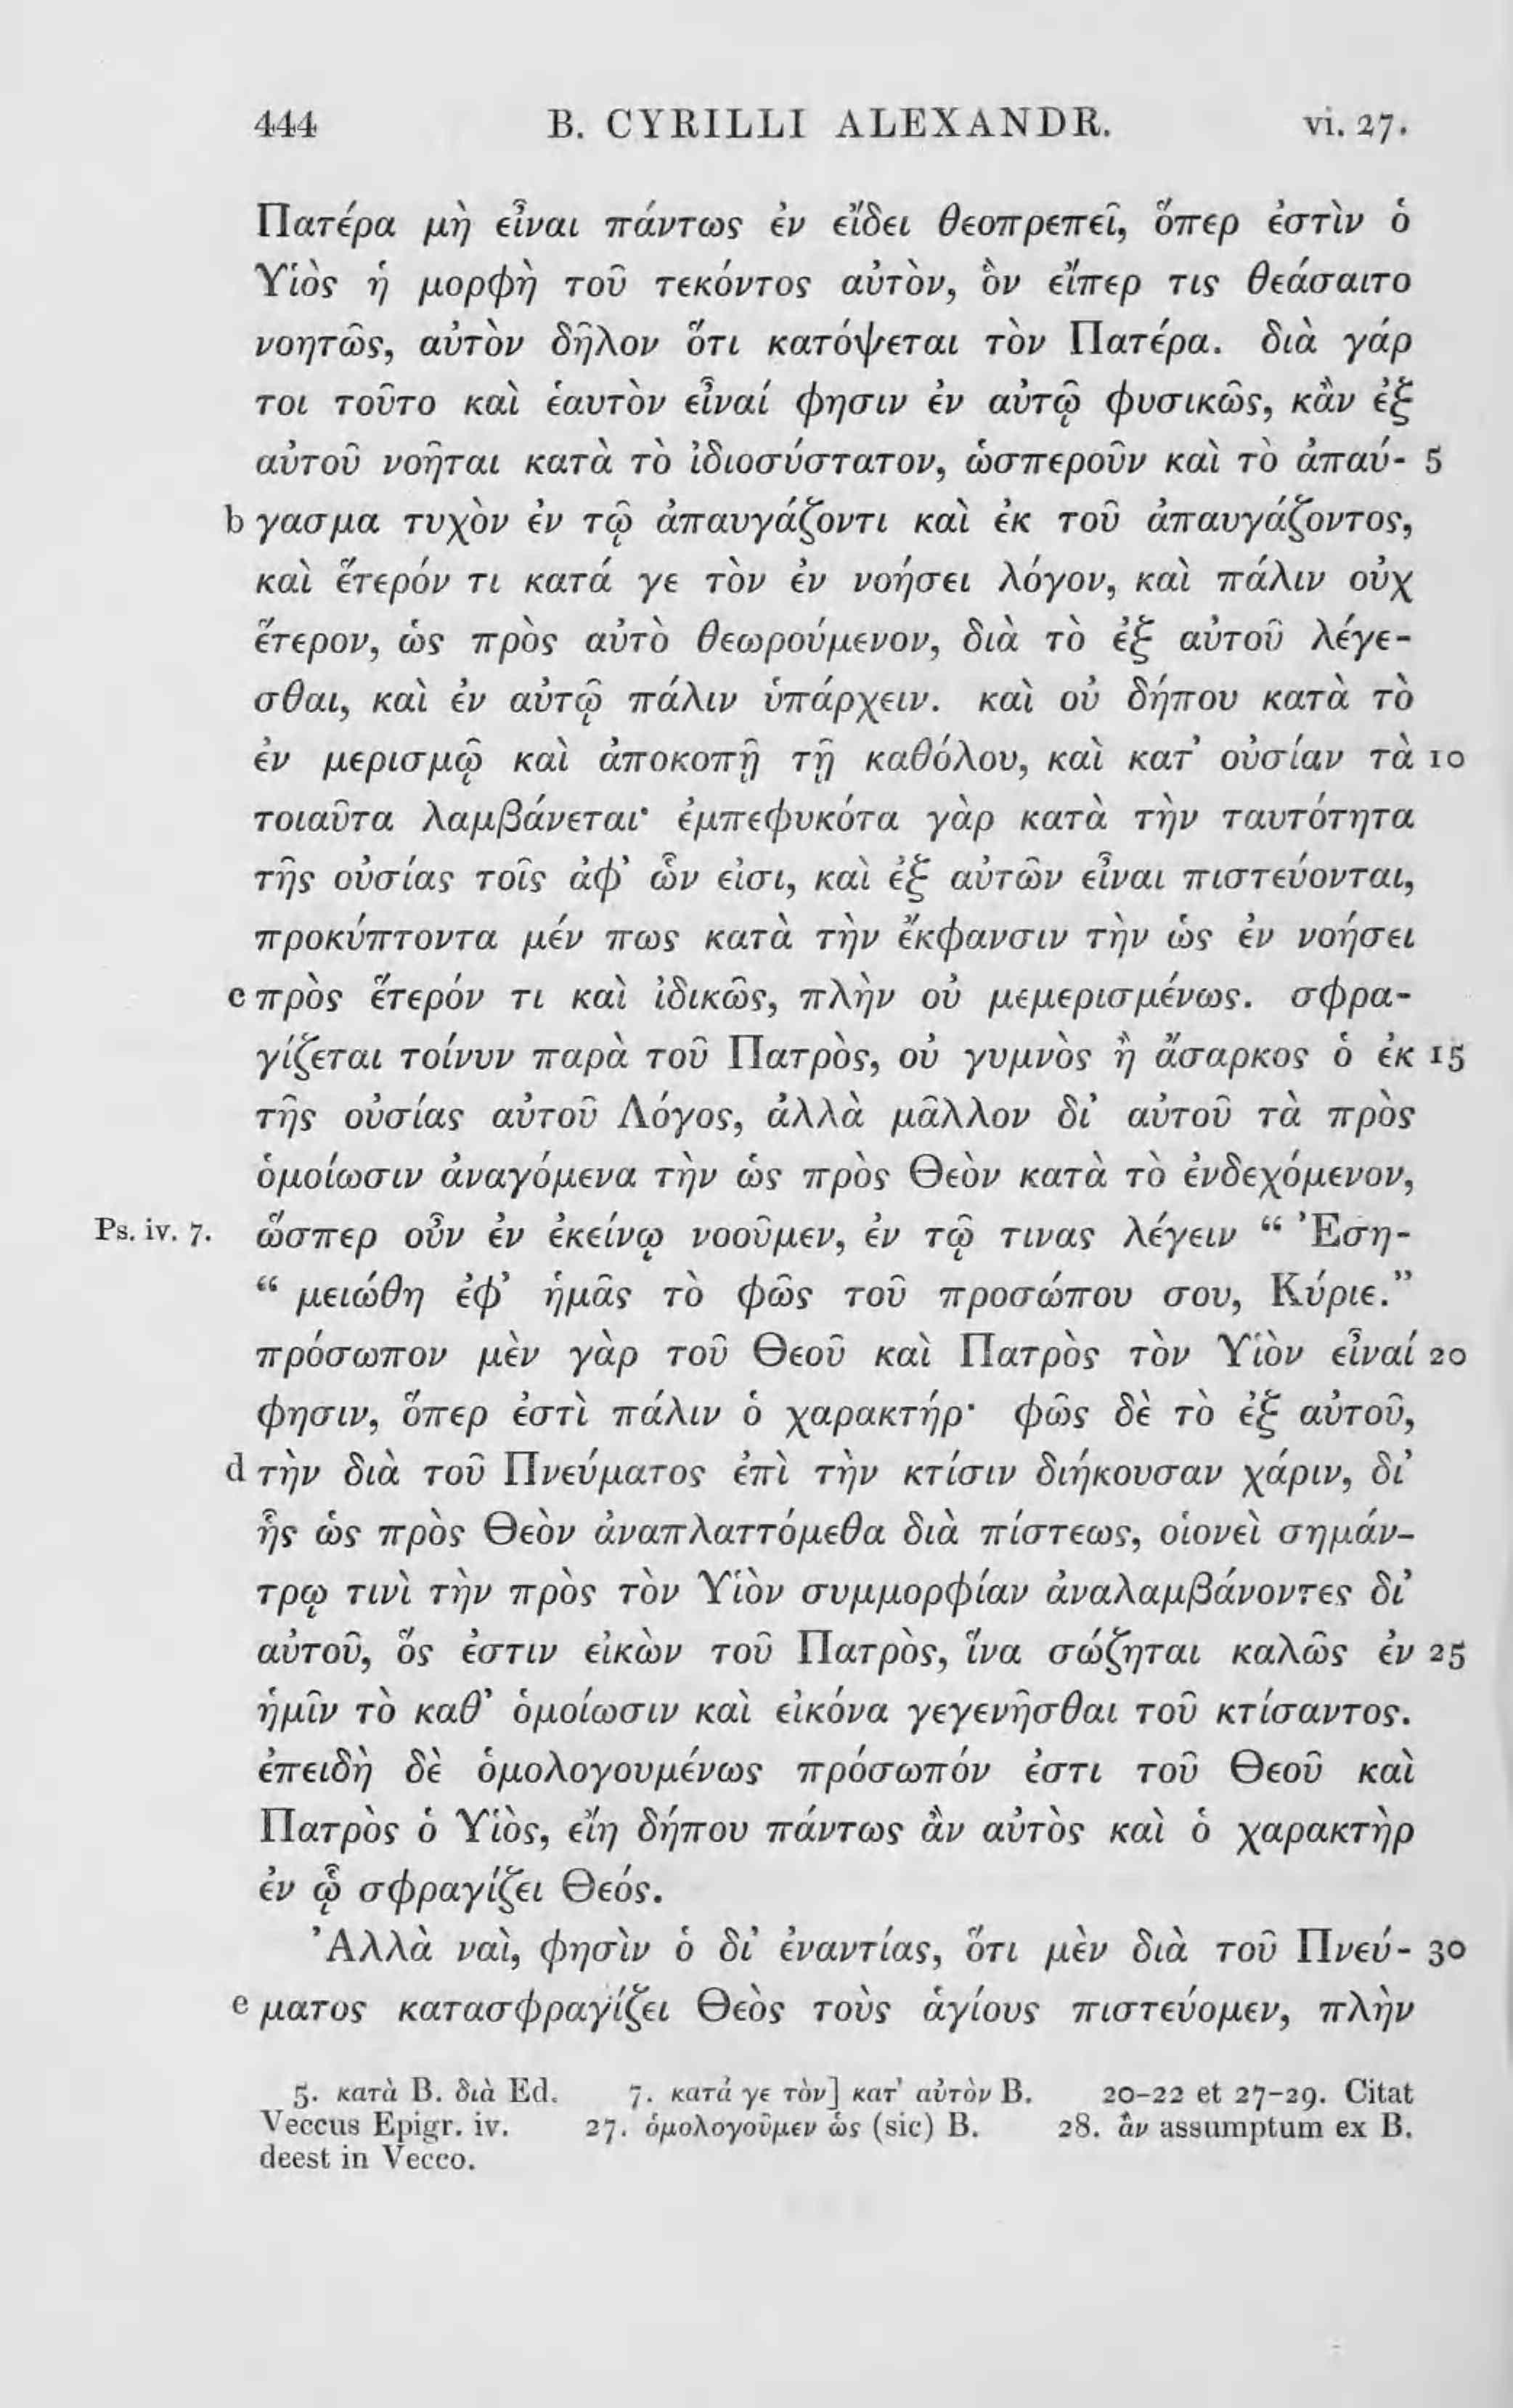 444 B. CYRILLI ALEXANDR. vi. 27.
Πατέρα μὴ εἶναι πάντως ἐν εἴδει θεοπρεπεῖ, ὅπερ ἐστὶν ὁ
Υἱὸς ἡ μορφὴ τοῦ τεκόντος αὐτὸν, ὃν εἴπερ τις θεάσαιτο
νοητῶς, αὐτὸν δῆλον ὅτι κατόψεται τὸν Πατέρα. διὰ γάρ
τοι τοῦτο καὶ ἑαυτὸν εἶναί φησιν ἐν αὐτῷ φυσικῶς, κἂν ἐξ
αὐτοῦ νοῆται κατὰ τὸ ἰδιοσύστατον, ὡσπεροῦν καὶ τὸ ἀπαύ- 5
b γασμα τυχὸν ἐν τῷ ἀπαυγάζοντι καὶ ἐκ τοῦ ἀπαυγάζοντος,
καὶ ἕτερόν τι κατά γε τὸν ἐν νοήσει λόγον, καὶ πάλιν οὐχ
ἕτερον, ὡς πρὸς αὐτὸ θεωρούμενον, διὰ τὸ ἐξ αὐτοῦ λέγε-
σθαι, καὶ ἐν αὐτῷ πάλιν ὑπάρχειν. καὶ οὐ δήπου κατὰ τὸ
ἐν μερισμῷ καὶ ἀποκοπῇ τῇ καθόλου, καὶ κατ’ οὐσίαν τὰ 10
τοιαῦτα λαμβάνεται· ἐμπεφυκότα γὰρ κατὰ τὴν ταυτότητα
τῆς οὐσίας τοῖς ἀφ’ ὧν εἰσι, καὶ ἐξ αὐτῶν εἶναι πιστεύονται,
προκύπτοντα μέν πως κατὰ τὴν ἔκφανσιν τὴν ὡς ἐν νοήσει
c πρὸς ἕτερόν τι καὶ ἰδικῶς, πλὴν οὐ μεμερισμένως. σφρα-
γίζεται τοίνυν παρὰ τοῦ Πατρὸς, οὐ γυμνὸς ἢ ἄσαρκος ὁ ἐκ 15
τῆς οὐσίας αὐτοῦ Λόγος, ἀλλὰ μᾶλλον δι’ αὐτοῦ τὰ πρὸς
ὁμοίωσιν ἀναγόμενα τὴν ὡς πρὸς Θεὸν κατὰ τὸ ἐνδεχόμενον,
Ps. iv. 7. ὥσπερ οὖν ἐν ἐκείνῳ νοοῦμεν, ἐν τῷ τινας λέγειν “ Ἐση-
“ μειώθη ἐφ’ ἡμᾶς τὸ φῶς τοῦ προσώπου σου, Κύριε.”
πρόσωπον μὲν γὰρ τοῦ Θεοῦ καὶ Πατρὸς τὸν Υἱὸν εἶναί 20
φησιν, ὅπερ ἐστὶ πάλιν ὁ χαρακτήρ· φῶς δὲ τὸ ἐξ αὐτοῦ,
d τὴν διὰ τοῦ Πνεύματος ἐπὶ τὴν κτίσιν διήκουσαν χάριν, δι’
ἧς ὡς πρὸς Θεὸν ἀναπλαττόμεθα διὰ πίστεως, οἱονεὶ σημάν-
τρῳ τινὶ τὴν πρὸς τὸν Υἱὸν συμμορφίαν ἀναλαμβάνοντες δι’
αὐτοῦ, ὅς ἐστιν εἰκὼν τοῦ Πατρὸς, ἵνα σώζηται καλῶς ἐν 25
ἡμῖν τὸ καθ’ ὁμοίωσιν καὶ εἰκόνα γεγενῆσθαι τοῦ κτίσαντος.
ἐπειδὴ δὲ ὁμολογουμένως πρόσωπόν ἐστι τοῦ Θεοῦ καὶ
Πατρὸς ὁ Υἱὸς, εἴη δήπου πάντως ἂν αὐτὸς καὶ ὁ χαρακτὴρ
ἐν ᾧ σφραγίζει Θεός.
Ἀλλὰ ναὶ, φησὶν ὁ δι’ ἐναντίας, ὅτι μὲν διὰ τοῦ Πνεύ- 30
e ματος κατασφραγίζει Θεὸς τοὺς ἁγίους πιστεύομεν, πλὴν
5. κατὰ B. διὰ Ed. 7. κατά γε τὸν] κατ’ αὐτὸν B. 20-22 et 27-29. Citat
Veccus Epigr. iv. 27. ὁμολογοῦμεν ὡς (sic) B. 28. ἂν assumptum ex B.
deest in Vecco.